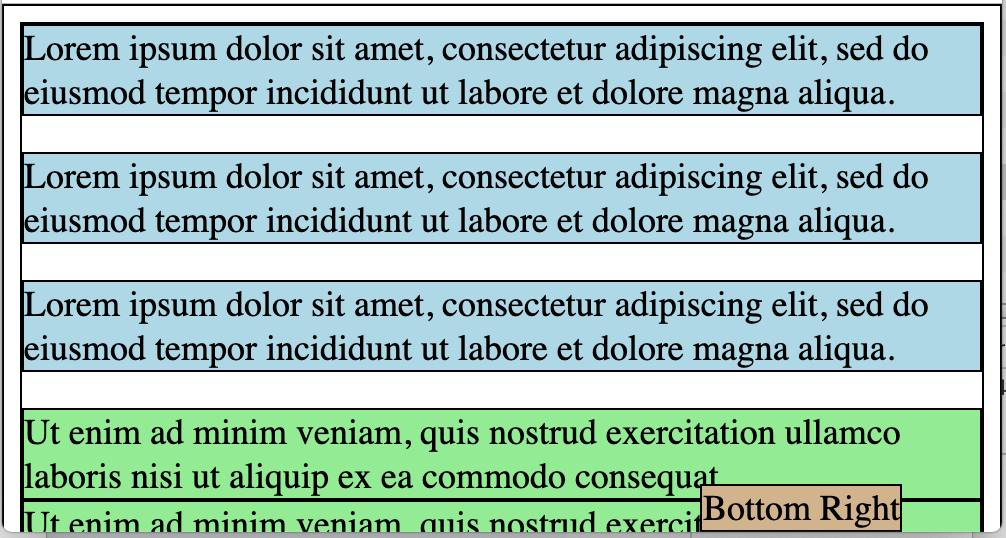 Lorem ipsum dolor sit amet, consectetur adipiscing elit, sed do
eiusmod tempor incididunt ut labore et dolore magna aliqua.
Lorem ipsum dolor sit amet, consectetur adipiscing elit, sed do
eiusmod tempor incididunt ut labore et dolore magna aliqua.
Lorem ipsum dolor sit amet, consectetur adipiscing elit, sed do
eiusmod tempor incididunt ut labore et dolore magna aliqua.
Ut enim ad minim veniam, quis nostrud exercitation ullamco
laboris nisi ut aliquip ex ea commodo consequat
Ut enim ad minim veniam, quis nostrud exercit
Bottom Right